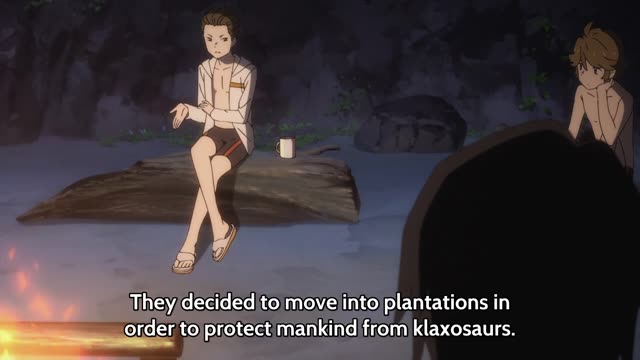 They decided to move into plantations in
order to protect mankind from klaxosaurs.